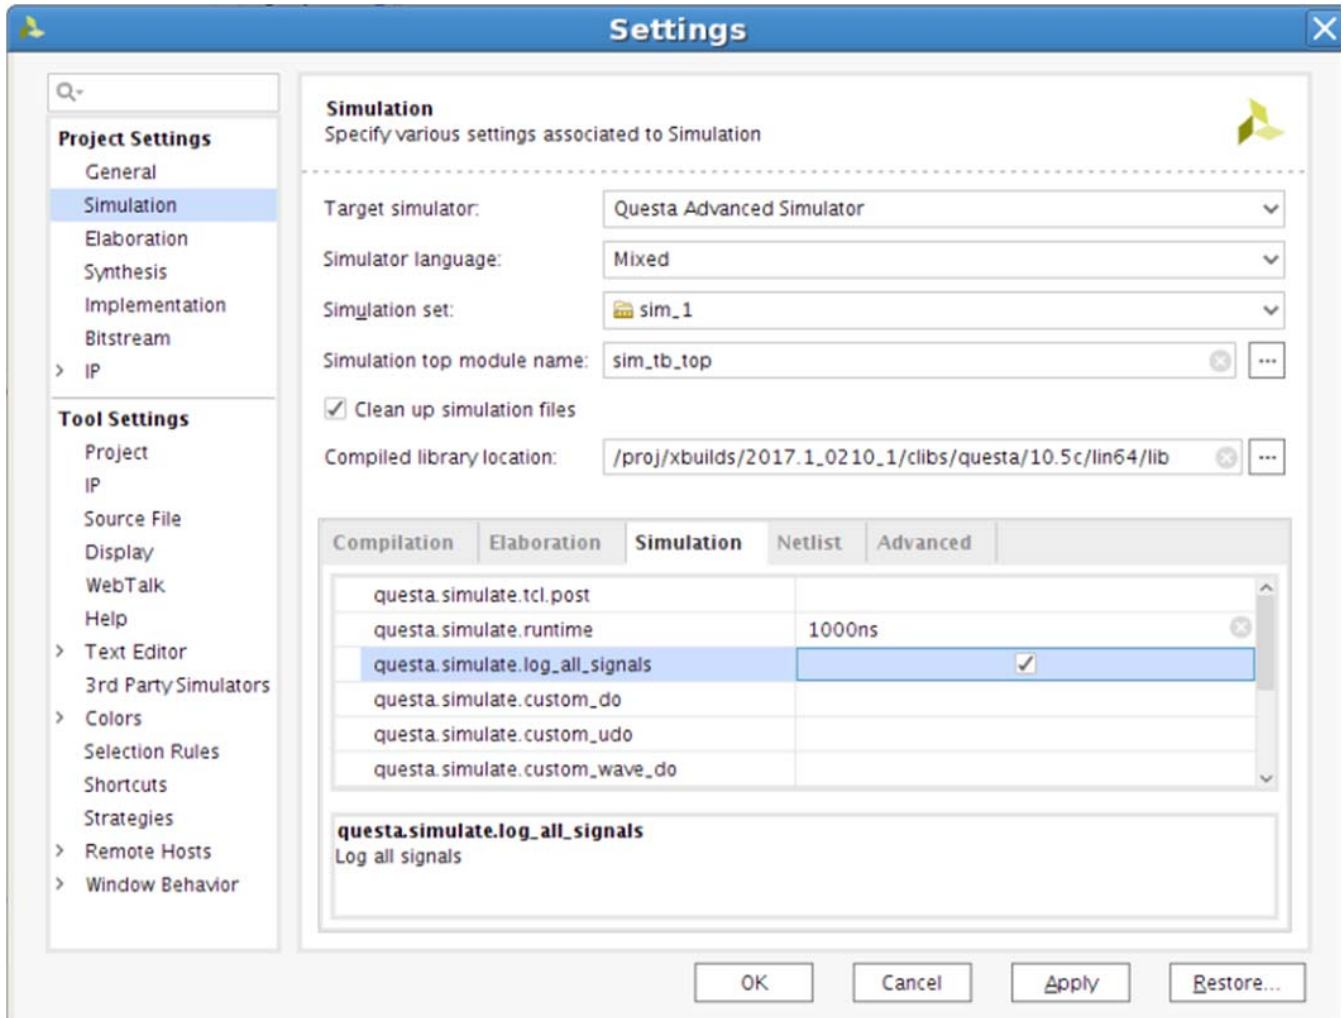 Settings
Project Settings
General
Simulation
Elaboration
Synthesis
Implementation
Bitstream
> IP
Tool Settings
Project
IP
Source File
Display
WebTalk
Help
> Text Editor
3rd Party Simulators
> Colors
Selection Rules
Shortcuts
Strategies
> Remote Hosts
> Window Behavior
Simulation
Specify various settings associated to Simulation
Target simulator: Questa Advanced Simulator
Simulator language: Mixed
Simulation set: sim_1
Simulation top module name: sim_tb_top ...
Clean up simulation files
Compiled library location: /proj/xbuilds/2017.1_0210_1/clibs/questa/10.5c/lin64/lib ...
Compilation Elaboration Simulation Netlist Advanced
questa.simulate.tcl.post
questa.simulate.runtime 1000ns
questa.simulate.log_all_signals
questa.simulate.custom_do
questa.simulate.custom_udo
questa.simulate.custom_wave_do
questa.simulate.log_all_signals
Log all signals
OK Cancel Apply Restore...